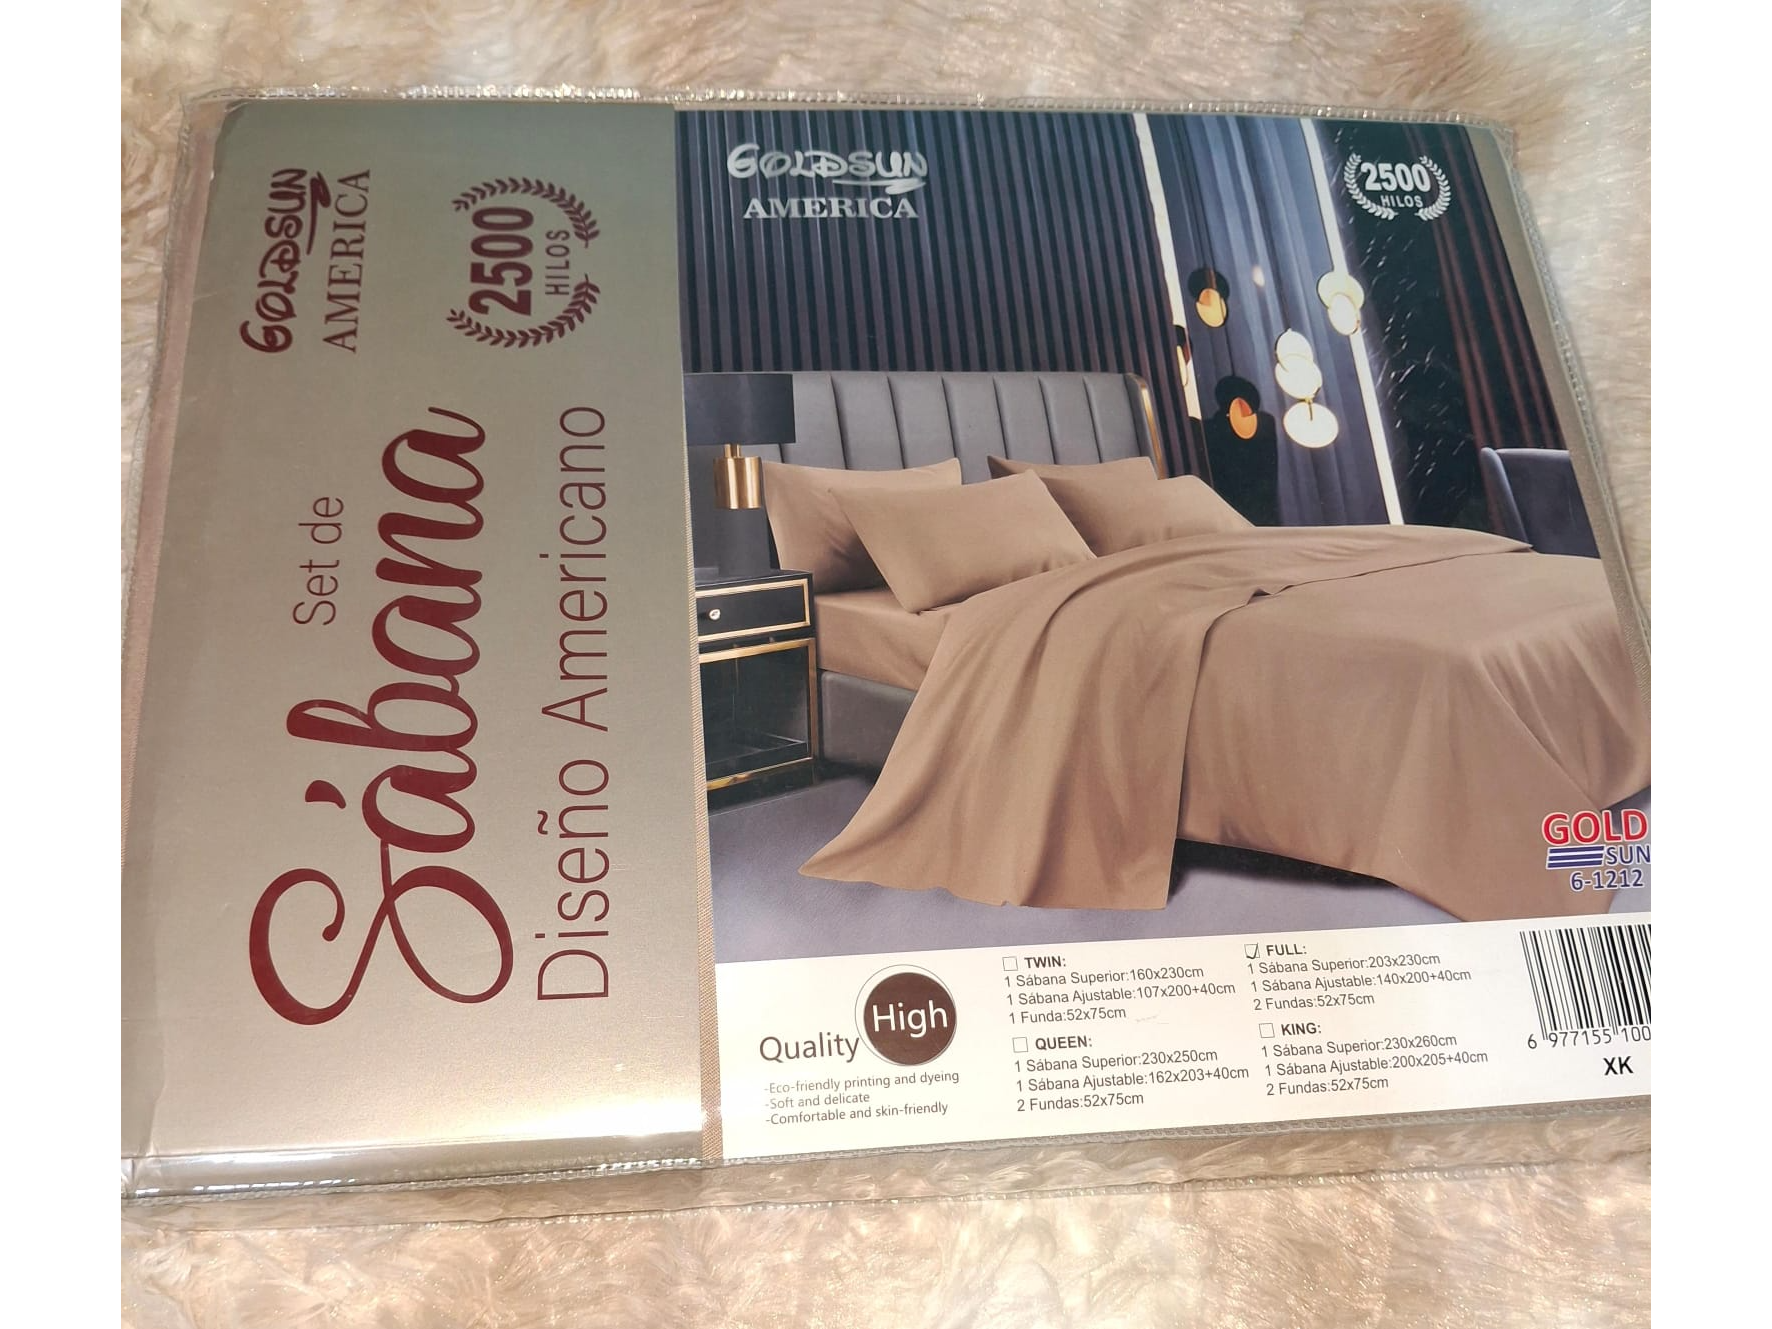 GOLDSUN
AMERICA
2500
HILOS
Set de
Sábana
Diseño Americano
GOLDSUN
AMERICA
2500
HILOS
GOLD
SUN
6-1212
Quality High
-Eco-friendly printing and dyeing
-Soft and delicate
-Comfortable and skin-friendly
TWIN:
1 Sábana Superior:160x230cm
1 Sábana Ajustable:107x200+40cm
1 Funda:52x75cm
FULL:
1 Sábana Superior:203x230cm
1 Sábana Ajustable:140x200+40cm
2 Fundas:52x75cm
QUEEN:
1 Sábana Superior:230x250cm
1 Sábana Ajustable:162x203+40cm
2 Fundas:52x75cm
KING:
1 Sábana Superior:230x260cm
1 Sábana Ajustable:200x205+40cm
2 Fundas:52x75cm
6 977155 100
XK